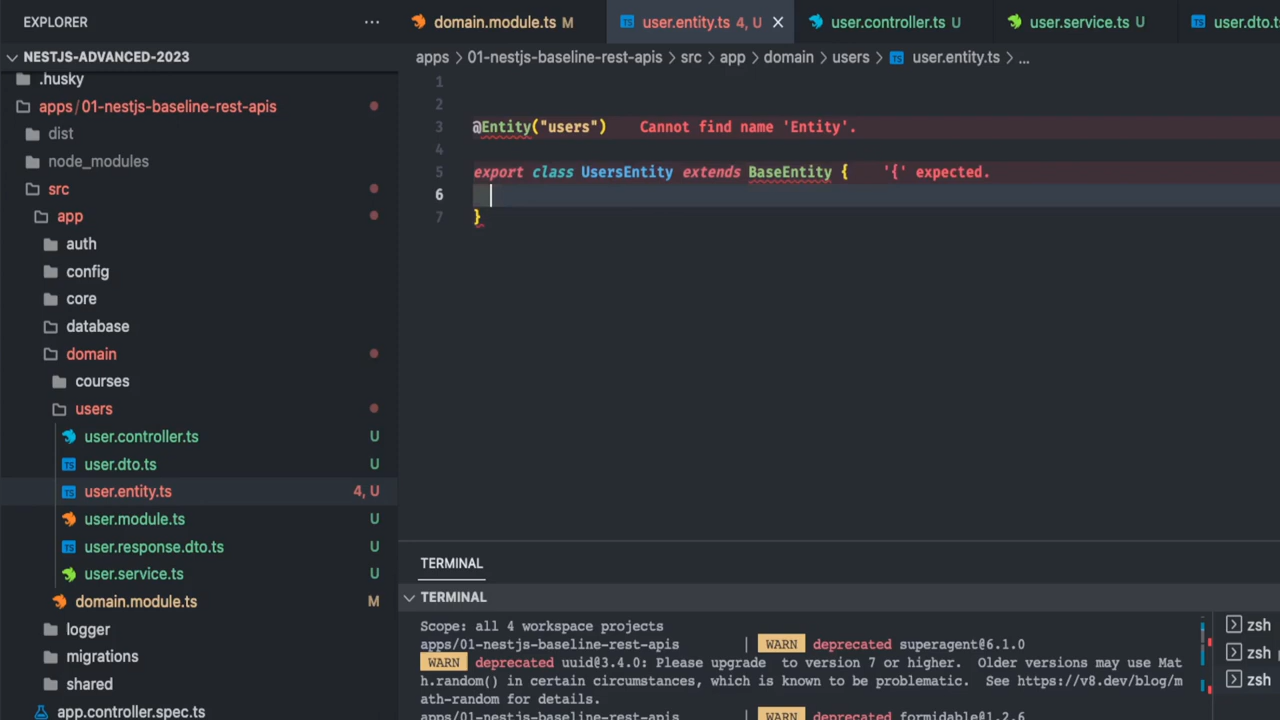 EXPLORER
NESTJS-ADVANCED-2023
.husky
apps/01-nestjs-baseline-rest-apis
dist
node_modules
src
app
auth
config
core
database
domain
courses
users
user.controller.ts U
user.dto.ts U
user.entity.ts 4, U
user.module.ts U
user.response.dto.ts U
user.service.ts U
domain.module.ts M
logger
migrations
shared
app.controller.spec.ts
domain.module.ts M
user.entity.ts 4, U
user.controller.ts U
user.service.ts U
user.dto.ts
apps > 01-nestjs-baseline-rest-apis > src > app > domain > users > user.entity.ts > ...
1
2
3 @Entity("users") Cannot find name 'Entity'.
4
5 export class UsersEntity extends BaseEntity { '{' expected.
6
7 }
TERMINAL
TERMINAL
Scope: all 4 workspace projects
apps/01-nestjs-baseline-rest-apis | WARN deprecated superagent@6.1.0
WARN deprecated uuid@3.4.0: Please upgrade to version 7 or higher. Older versions may use Mat
h.random() in certain circumstances, which is known to be problematic. See https://v8.dev/blog/m
ath-random for details.
apps/01-nestjs-baseline-rest-apis | WARN deprecated formidable@1.2.6
zsh
zsh
zsh